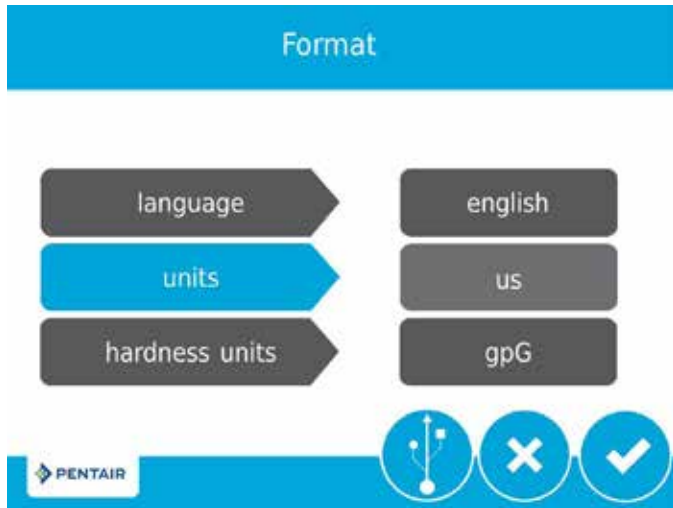 Format
language english
units us
hardness units gpG
PENTAIR